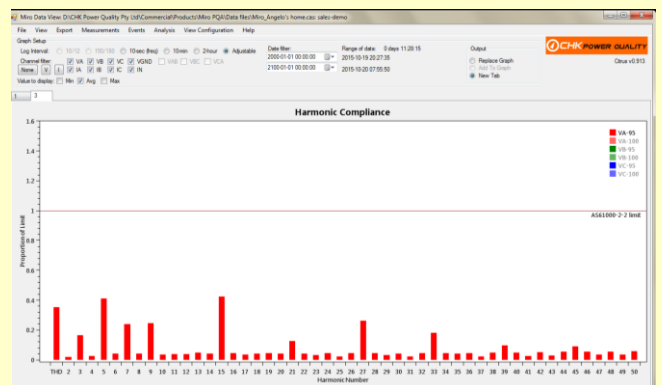 Miro Data View: D:\CHK Power Quality Pty Ltd\Commercial\Products\Miro PQA\Data files\Miro_Angelo's home.cas: sales-demo
File View Export Measurements Events Analysis View Configuration Help
Graph Setup
Log Interval: 10/12 150/180 10-sec (freq) 10min 2hour Adjustable
Channel filter: VA VB VC VGND VAB VBC VCA
None V I IA IB IC IN
Value to display: Min Avg Max
Date filter:
2000-01-01 00:00:00
2100-01-01 00:00:00
Range of data: 0 days 11:28:15
2015-10-19 20:27:35
2015-10-20 07:55:50
Output
Replace Graph
Add To Graph
New Tab
CHK POWER QUALITY
Citrus v0.913
1 3
Harmonic Compliance
1.6
1.4
1.2
1
0.8
0.6
0.4
0.2
0
Proportion of Limit
VA-95
VA-100
VB-95
VB-100
VC-95
VC-100
AS61000-2-2 limit
THD 2 3 4 5 6 7 8 9 10 11 12 13 14 15 16 17 18 19 20 21 22 23 24 25 26 27 28 29 30 31 32 33 34 35 36 37 38 39 40 41 42 43 44 45 46 47 48 49 50
Harmonic Number